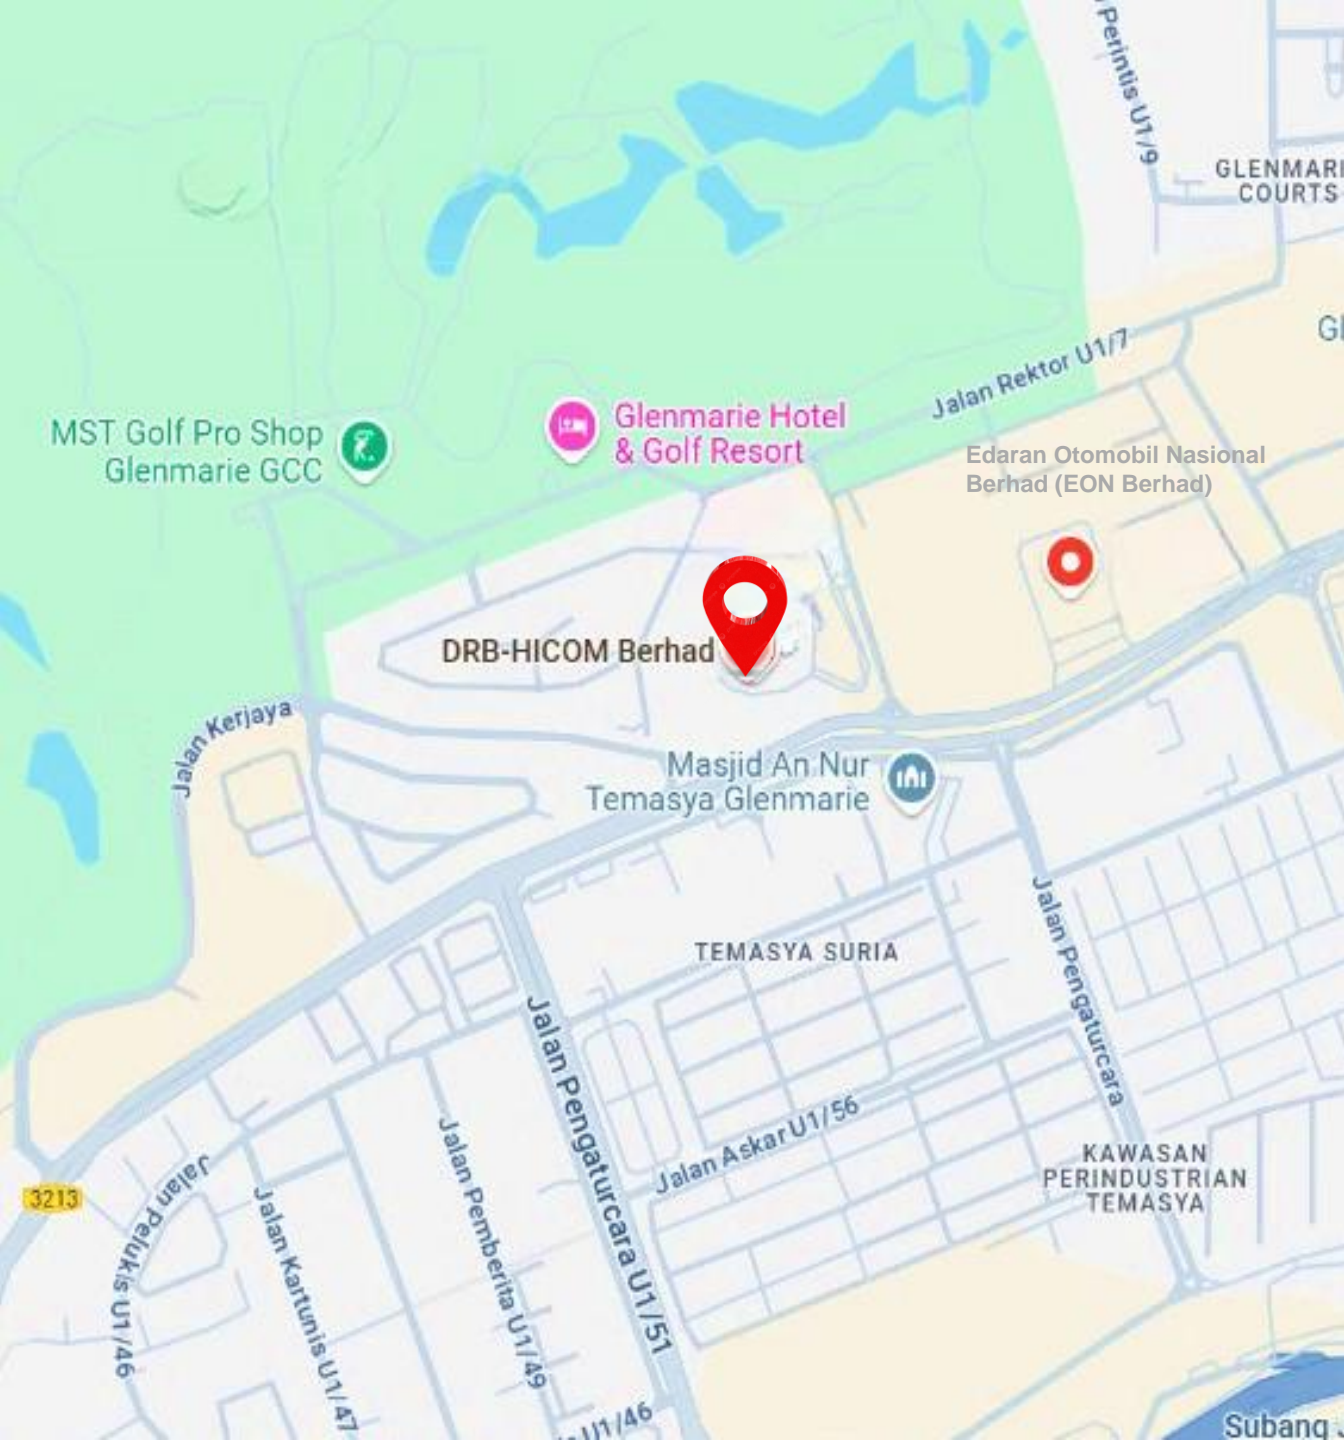 Perintis U1/9
GLENMARI
COURTS
Gl
Jalan Rektor U1/7
MST Golf Pro Shop
Glenmarie GCC
Glenmarie Hotel
& Golf Resort
Edaran Otomobil Nasional
Berhad (EON Berhad)
DRB-HICOM Berhad
Jalan Kerjaya
Masjid An Nur
Temasya Glenmarie
TEMASYA SURIA
Jalan Pengaturcara
Jalan Pengaturcara U1/51
Jalan Askar U1/56
KAWASAN
PERINDUSTRIAN
TEMASYA
3213
Jalan Pelukis U1/46
Jalan Kartunis U1/47
Jalan Pemberita U1/49
U1/46
Subang